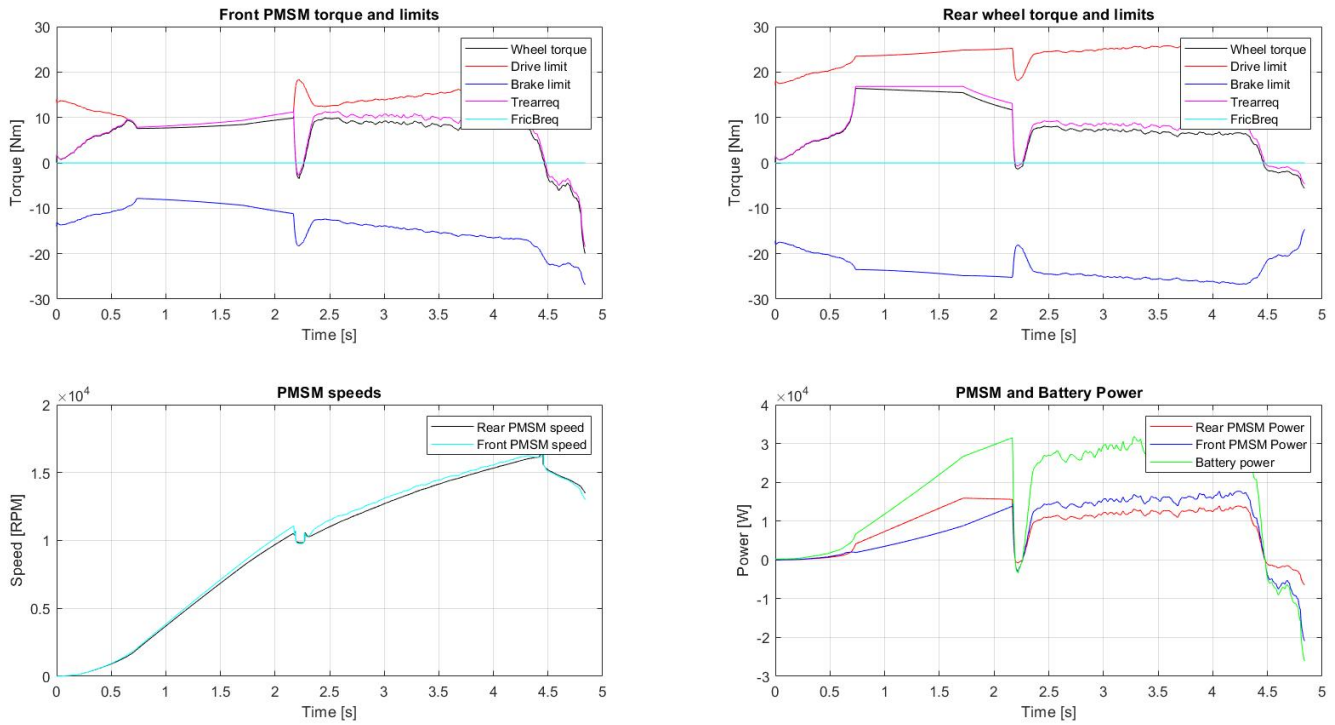 Front PMSM torque and limits
30
20
10
0
-10
-20
-30
Torque [Nm]
Wheel torque
Drive limit
Brake limit
Trearreq
FricBreq
0 0.5 1 1.5 2 2.5 3 3.5 4 4.5 5
Time [s]
Rear wheel torque and limits
30
20
10
0
-10
-20
-30
Torque [Nm]
Wheel torque
Drive limit
Brake limit
Trearreq
FricBreq
0 0.5 1 1.5 2 2.5 3 3.5 4 4.5 5
Time [s]
PMSM speeds
×10⁴
2
1.5
1
0.5
0
Speed [RPM]
Rear PMSM speed
Front PMSM speed
0 0.5 1 1.5 2 2.5 3 3.5 4 4.5 5
Time [s]
PMSM and Battery Power
×10⁴
4
3
2
1
0
-1
-2
-3
Power [W]
Rear PMSM Power
Front PMSM Power
Battery power
0 0.5 1 1.5 2 2.5 3 3.5 4 4.5 5
Time [s]